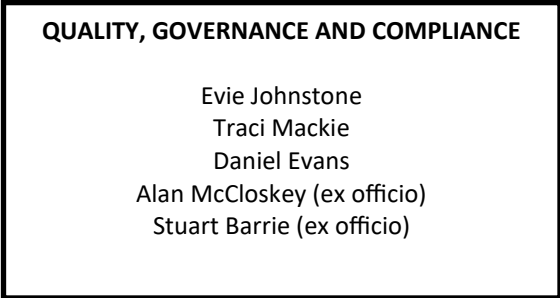 QUALITY, GOVERNANCE AND COMPLIANCE
Evie Johnstone
Traci Mackie
Daniel Evans
Alan McCloskey (ex officio)
Stuart Barrie (ex officio)